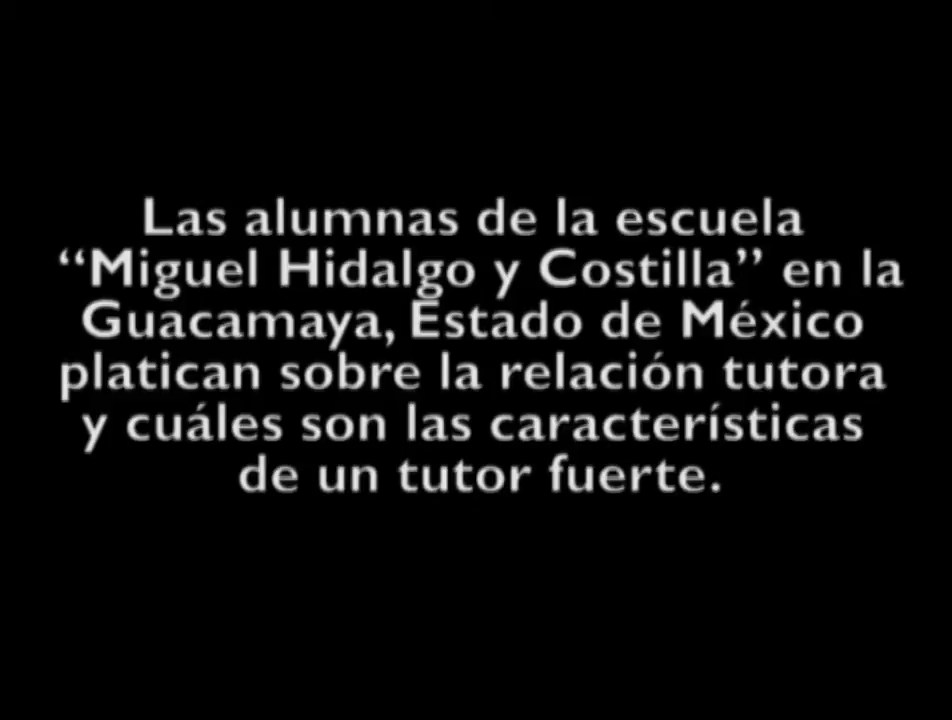 Las alumnas de la escuela
“Miguel Hidalgo y Costilla” en la
Guacamaya, Estado de México
platican sobre la relación tutora
y cuáles son las características
de un tutor fuerte.